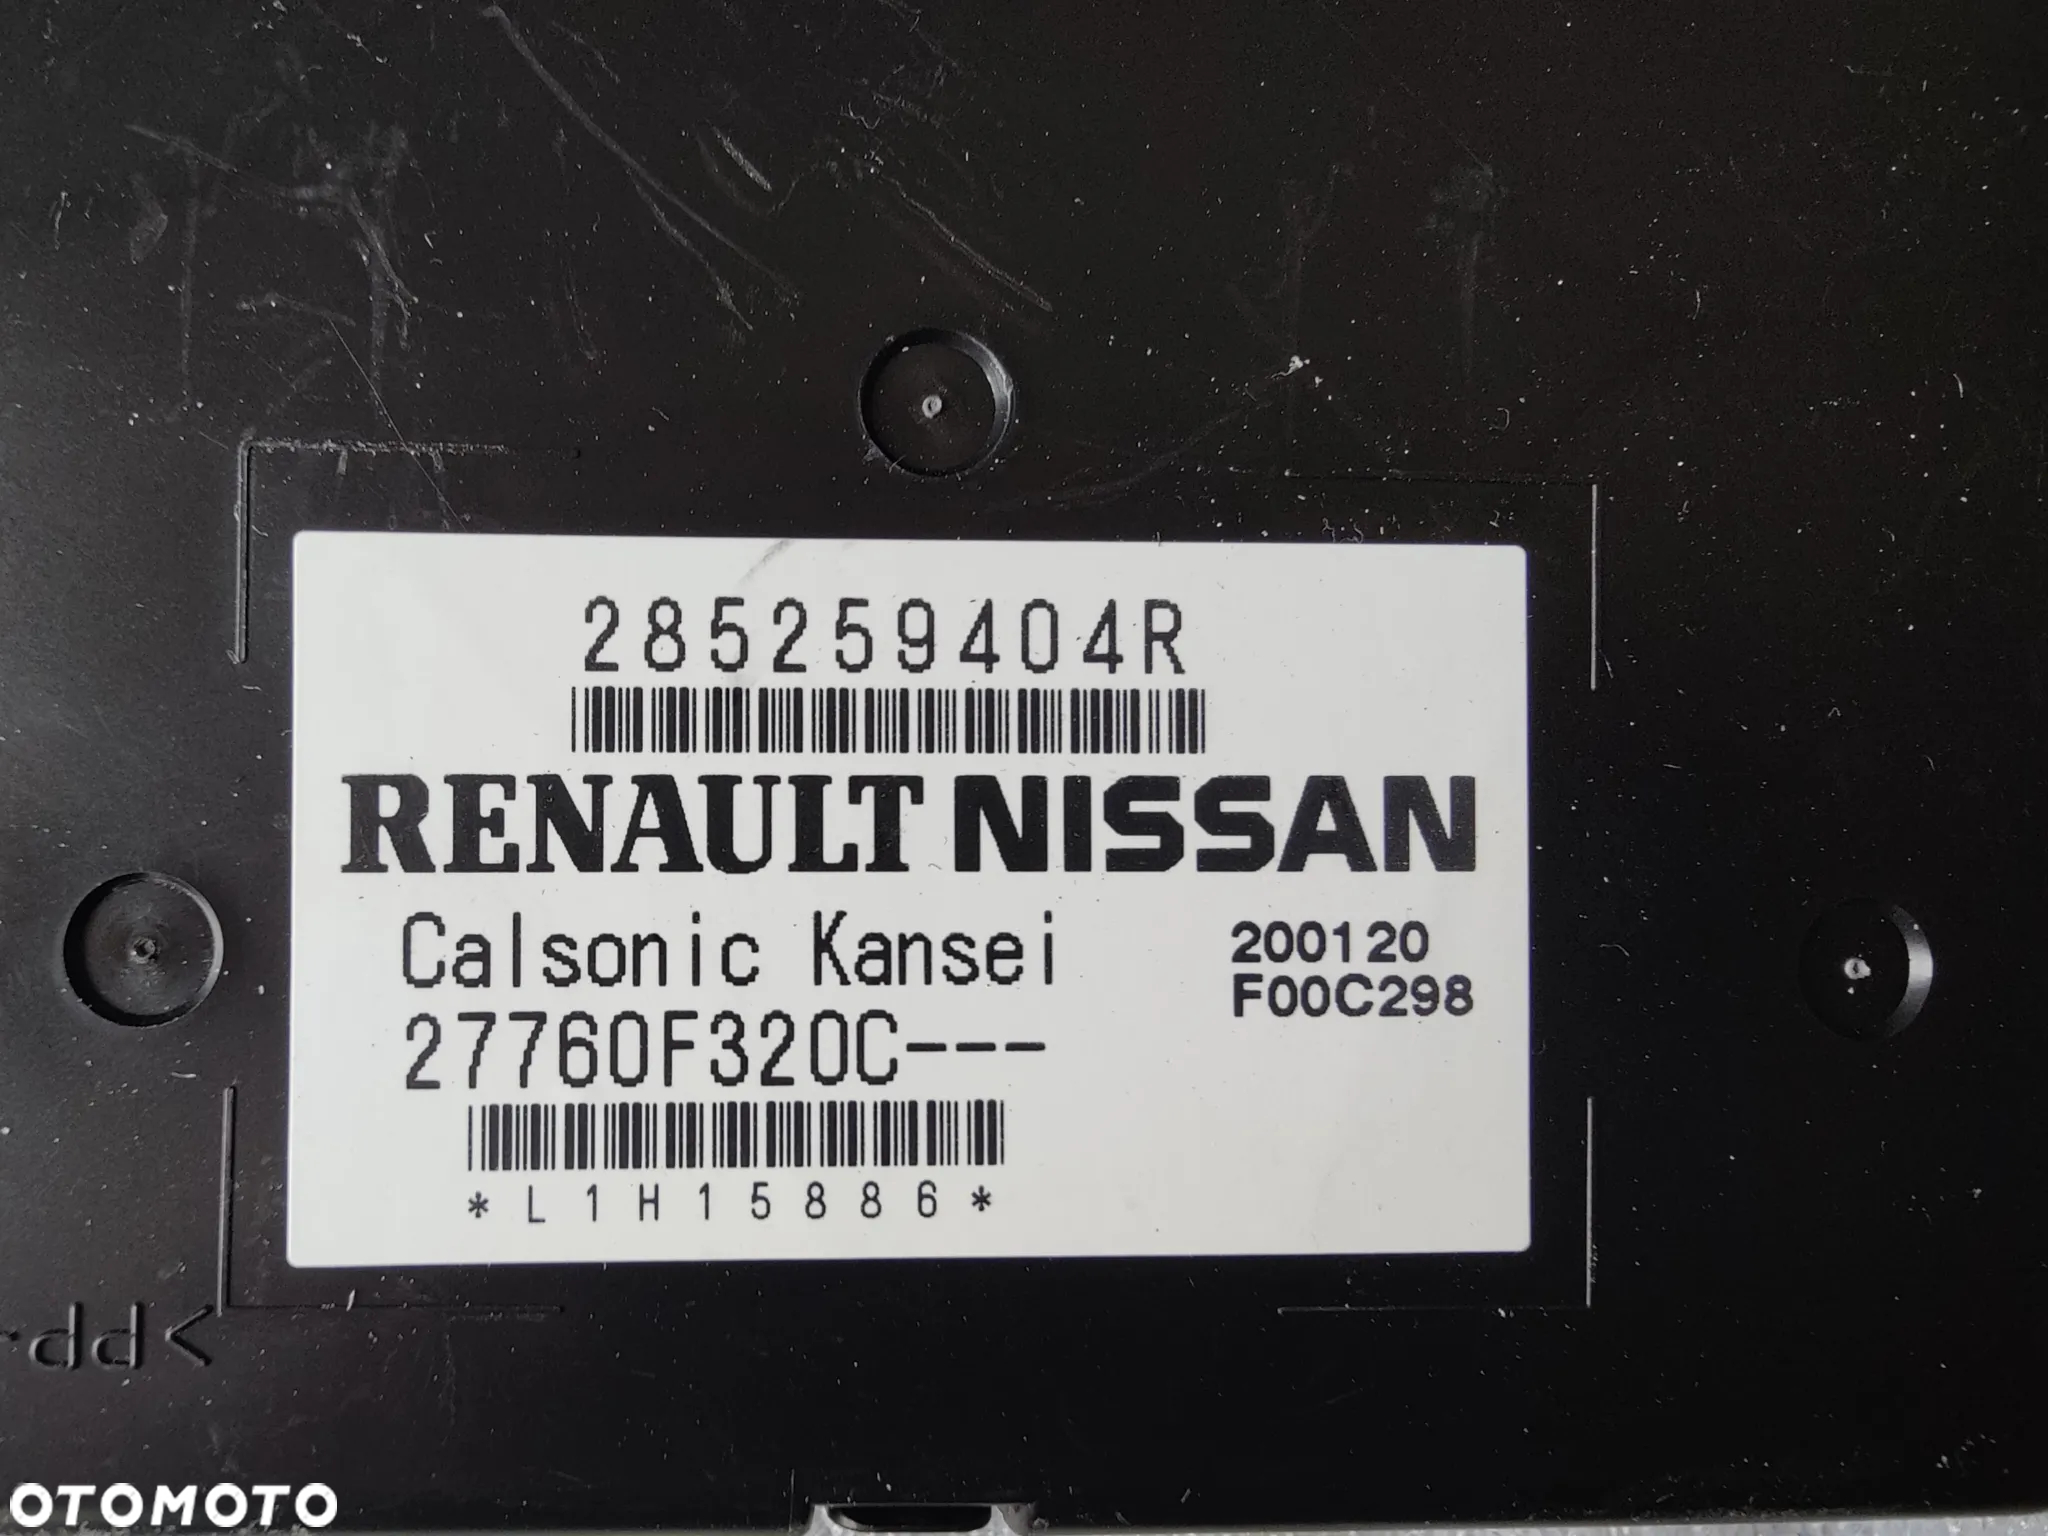 285259404R
RENAULT NISSAN
Calsonic Kansei
200120
F00C298
27760F320C---
*L1H15886*
OTOMOTO